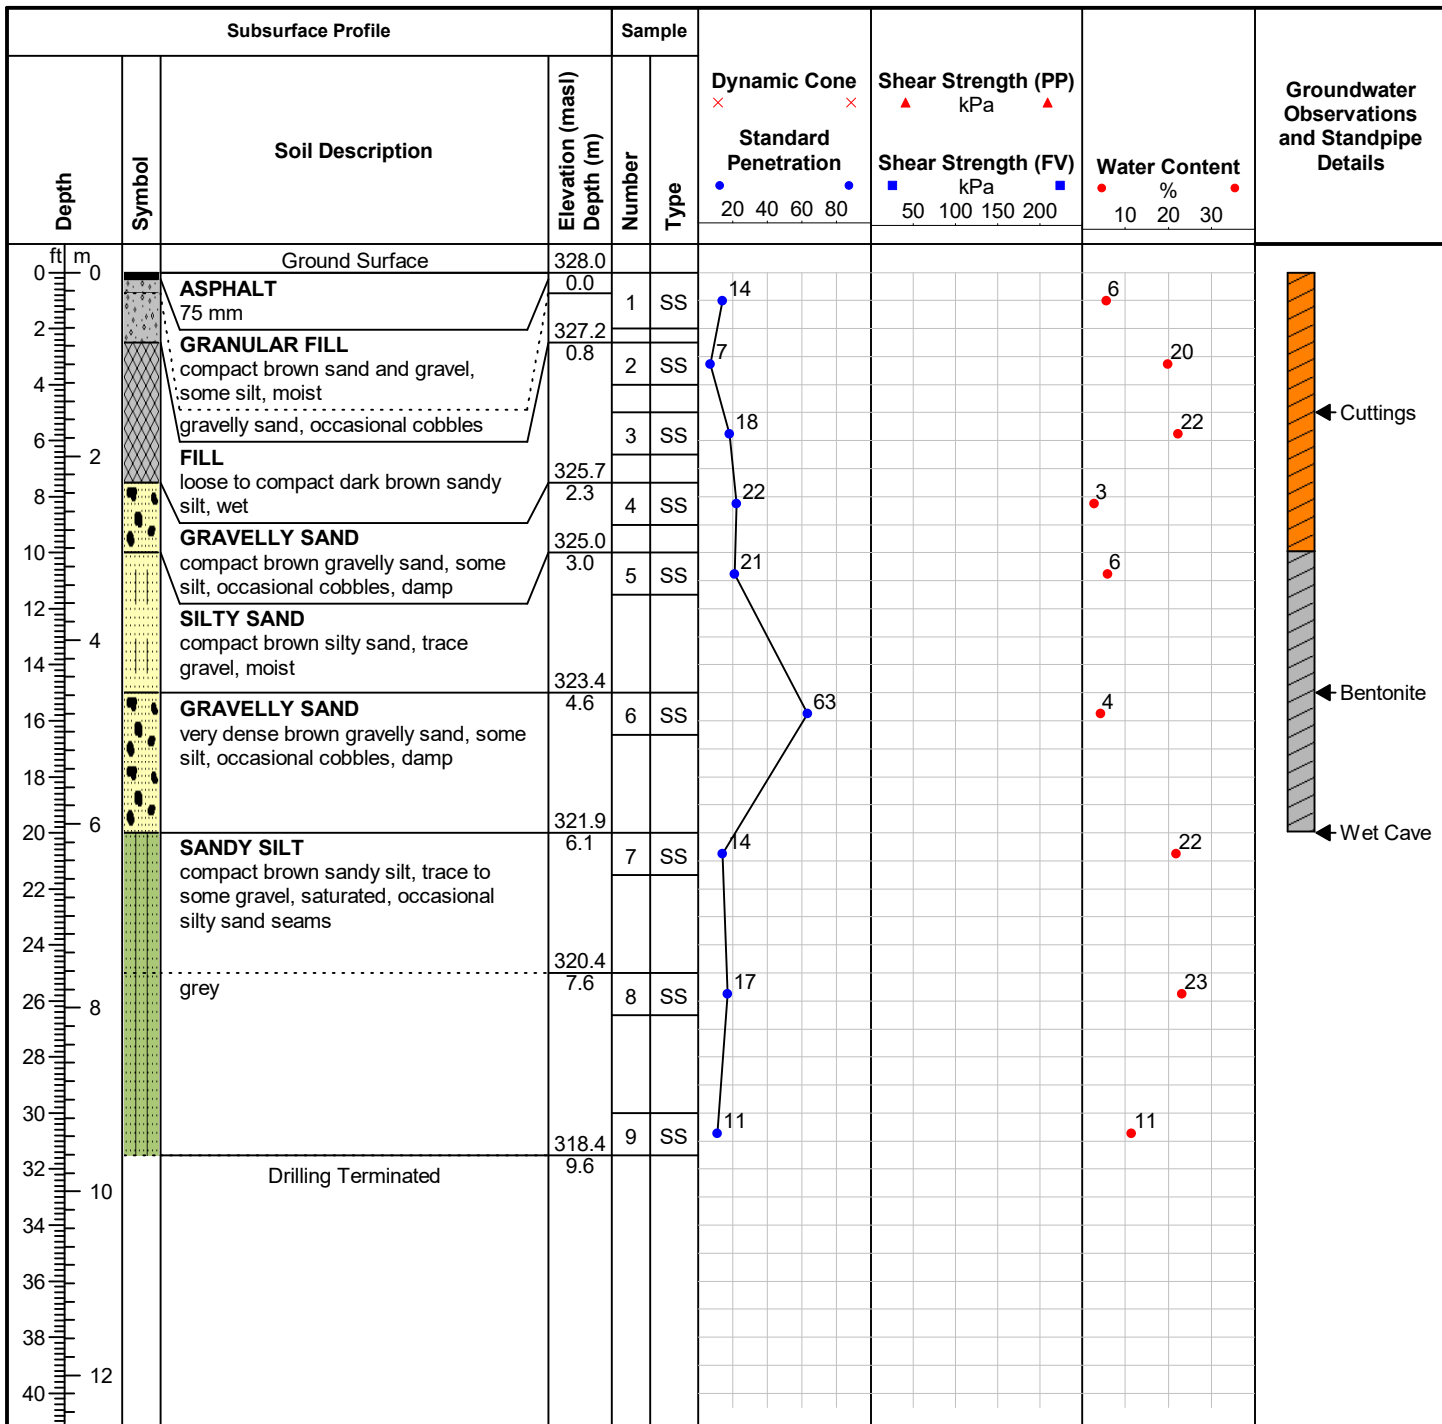 Subsurface Profile
Sample
Depth
Symbol
Soil Description
Elevation (masl)
Depth (m)
Number
Type
Dynamic Cone
Standard
Penetration
20 40 60 80
Shear Strength (PP)
kPa
Shear Strength (FV)
kPa
50 100 150 200
Water Content
%
10 20 30
Groundwater
Observations
and Standpipe
Details
ft m
0 0
2
4
6
2
8
10
12
4
14
16
18
6
20
22
24
26
8
28
30
32
10
34
36
38
12
40
Ground Surface
328.0
0.0
ASPHALT
75 mm
327.2
0.8
GRANULAR FILL
compact brown sand and gravel,
some silt, moist
gravelly sand, occasional cobbles
FILL
loose to compact dark brown sandy
silt, wet
325.7
2.3
GRAVELLY SAND
compact brown gravelly sand, some
silt, occasional cobbles, damp
325.0
3.0
SILTY SAND
compact brown silty sand, trace
gravel, moist
323.4
4.6
GRAVELLY SAND
very dense brown gravelly sand, some
silt, occasional cobbles, damp
321.9
6.1
SANDY SILT
compact brown sandy silt, trace to
some gravel, saturated, occasional
silty sand seams
320.4
7.6
grey
318.4
9.6
Drilling Terminated
1 SS 14 6
2 SS 7 20
3 SS 18 22
4 SS 22 3
5 SS 21 6
6 SS 63 4
7 SS 14 22
8 SS 17 23
9 SS 11 11
Cuttings
Bentonite
Wet Cave